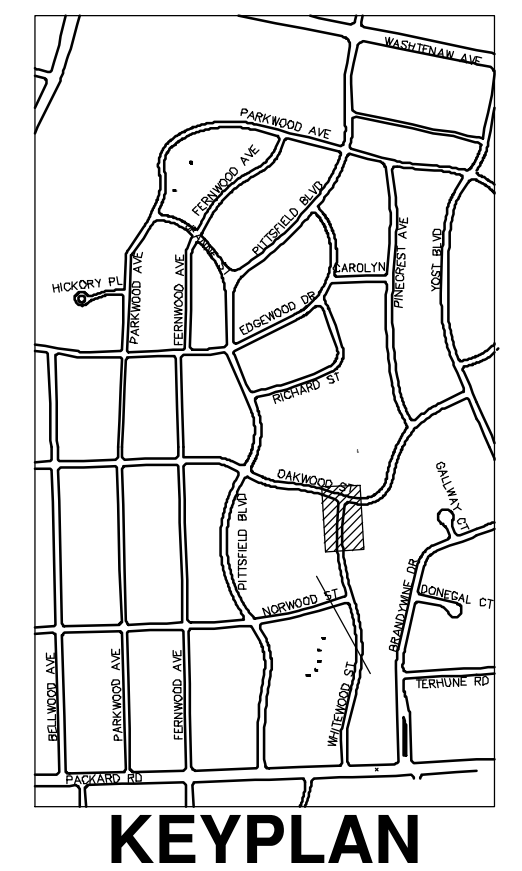 WASHTENAW AVE
PARKWOOD AVE
FERNWOOD AVE
PITTSFIELD BLVD
HICKORY PL
PARKWOOD AVE
FERNWOOD AVE
CAROLYN
PINECREST AVE
YOST BLVD
EDGEWOOD DR
RICHARD ST
OAKWOOD ST
GALLWAY CT
PITTSFIELD BLVD
NORWOOD ST
BRANDYWNE DR
DONEGAL CT
TERHUNE RD
WHITEWOOD ST
BELLWOOD AVE
PARKWOOD AVE
FERNWOOD AVE
PACKARD RD
KEYPLAN